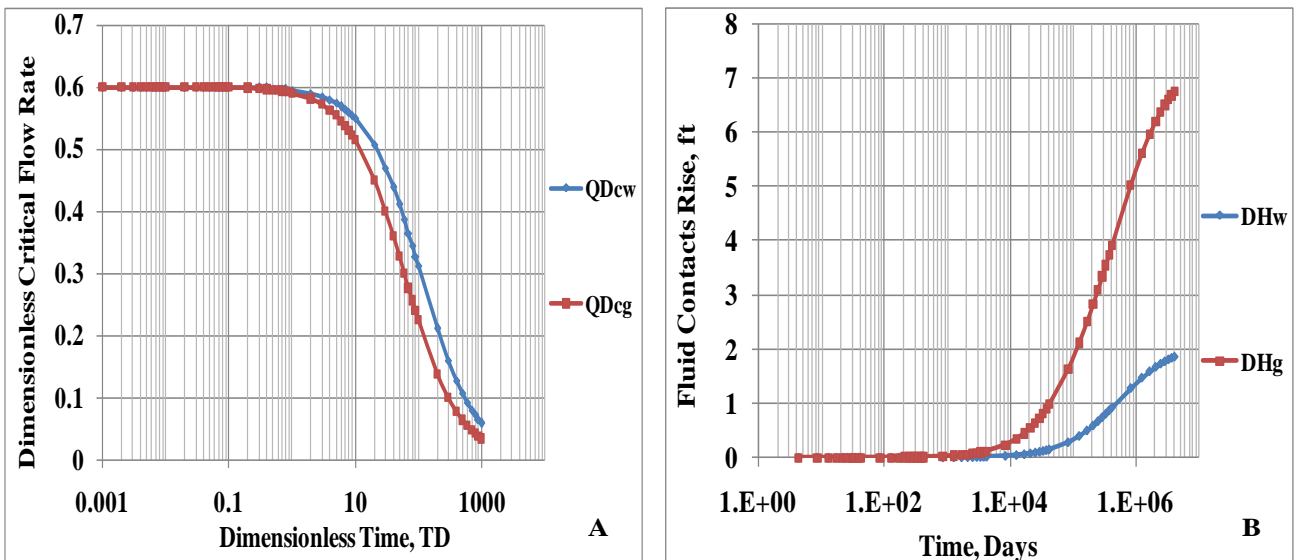 Dimensionless Critical Flow Rate
0.7
0.6
0.5
0.4
0.3
0.2
0.1
0
0.001
0.1
10
1000
Dimensionless Time, TD
QDcw
QDcg
A
Fluid Contacts Rise, ft
8
7
6
5
4
3
2
1
0
1.E+00
1.E+02
1.E+04
1.E+06
Time, Days
DHw
DHg
B